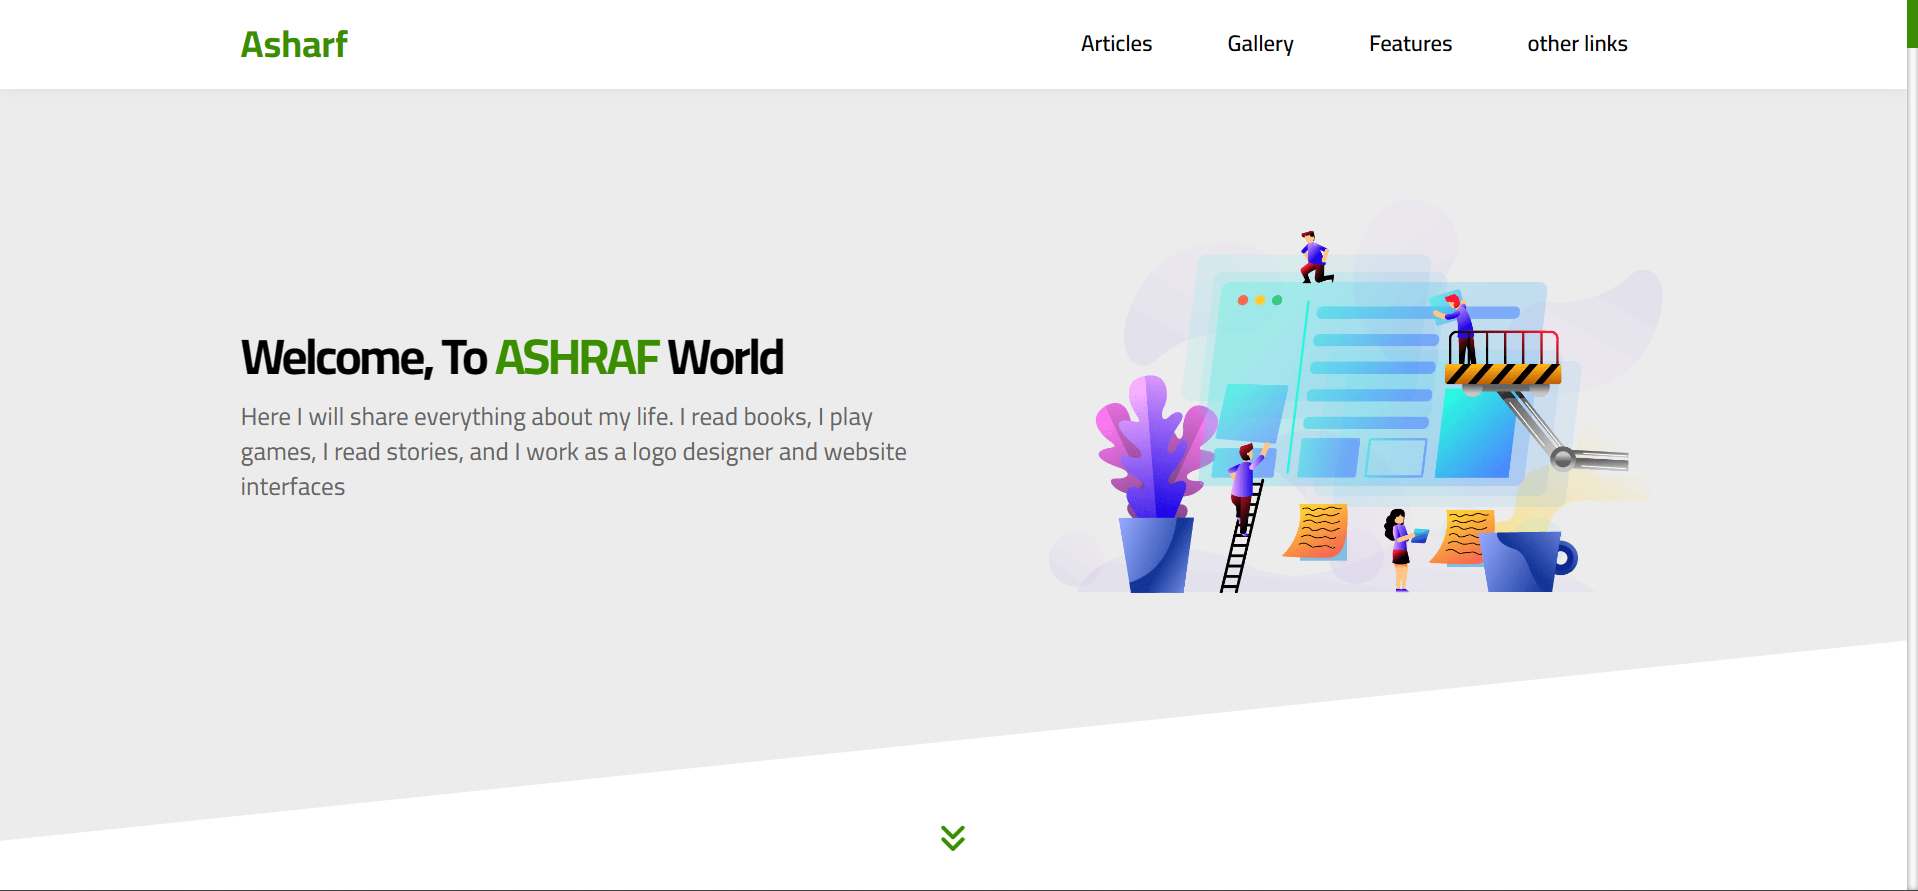 Asharf
Articles
Gallery
Features
other links
Welcome, To ASHRAF World
Here I will share everything about my life. I read books, I play
games, I read stories, and I work as a logo designer and website
interfaces